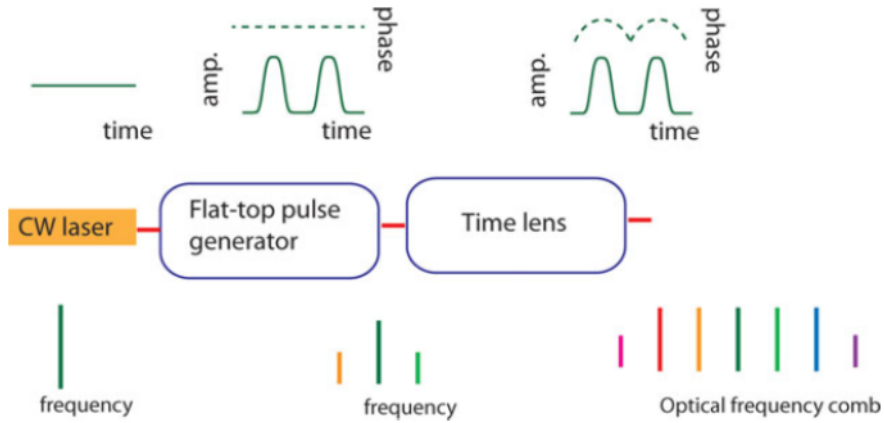 amp.
phase
amp.
phase
time
time
time
CW laser
Flat-top pulse
generator
Time lens
frequency
frequency
Optical frequency comb